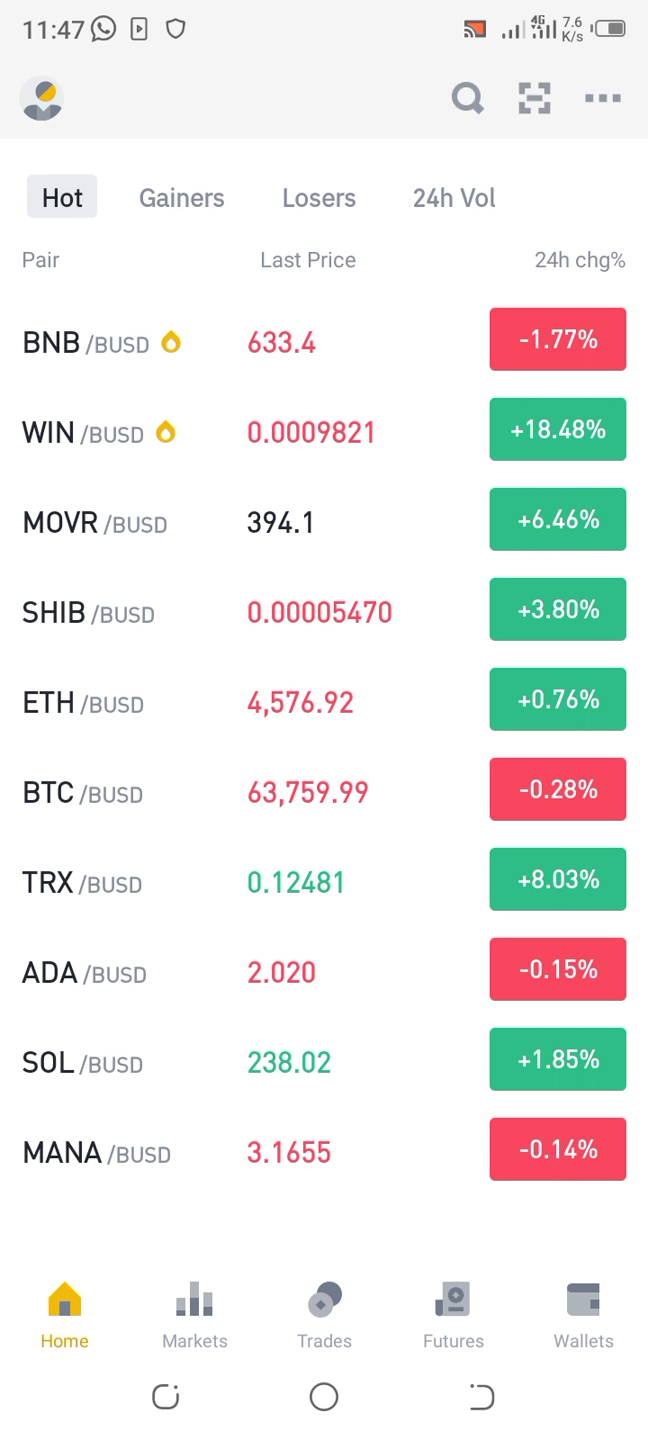 11:47 4G 7.6 K/s
Hot Gainers Losers 24h Vol
Pair Last Price 24h chg%
BNB /BUSD 633.4 -1.77%
WIN /BUSD 0.0009821 +18.48%
MOVR /BUSD 394.1 +6.46%
SHIB /BUSD 0.00005470 +3.80%
ETH /BUSD 4,576.92 +0.76%
BTC /BUSD 63,759.99 -0.28%
TRX /BUSD 0.12481 +8.03%
ADA /BUSD 2.020 -0.15%
SOL /BUSD 238.02 +1.85%
MANA /BUSD 3.1655 -0.14%
Home Markets Trades Futures Wallets